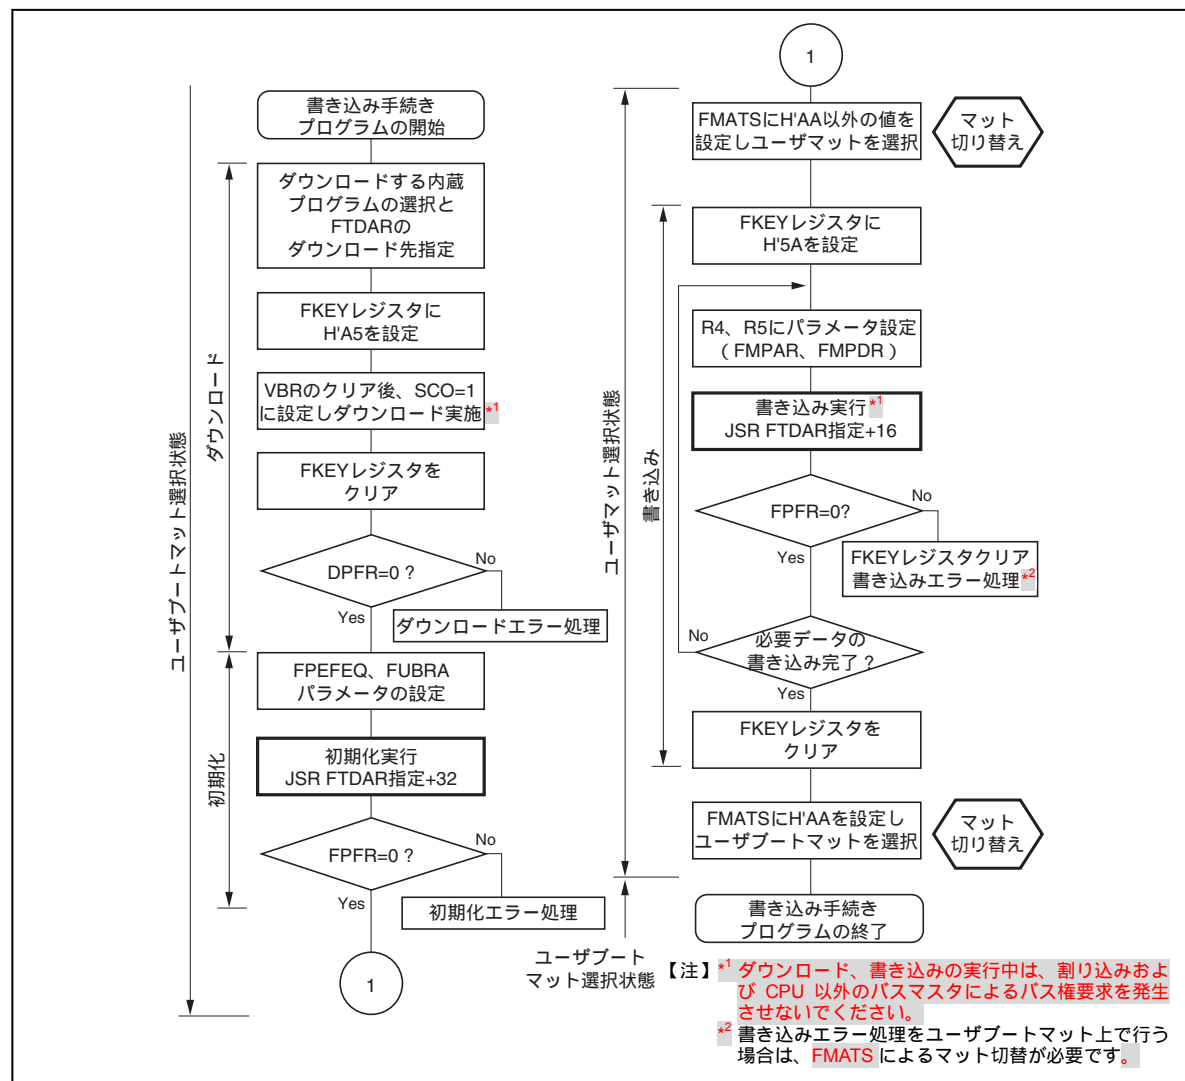 書き込み手続き
プログラムの開始
ダウンロードする内蔵
プログラムの選択と
FTDARの
ダウンロード先指定
FKEYレジスタに
H'A5を設定
VBRのクリア後、SCO=1
に設定しダウンロード実施*1
FKEYレジスタを
クリア
DPFR=0？
No
Yes
ダウンロードエラー処理
FPEFEQ、FUBRA
パラメータの設定
初期化実行
JSR FTDAR指定+32
FPFR=0？
No
Yes
初期化エラー処理
1
ダウンロード
初期化
ユーザブートマット選択状態
1
FMATSにH'AA以外の値を
設定しユーザマットを選択
マット
切り替え
FKEYレジスタに
H'5Aを設定
R4、R5にパラメータ設定
（FMPAR、FMPDR）
書き込み実行*1
JSR FTDAR指定+16
FPFR=0?
No
Yes
FKEYレジスタクリア
書き込みエラー処理*2
必要データの
書き込み完了？
No
Yes
FKEYレジスタを
クリア
FMATSにH'AAを設定し
ユーザブートマットを選択
マット
切り替え
書き込み手続き
プログラムの終了
書き込み
ユーザマット選択状態
ユーザブート
マット選択状態
【注】*1 ダウンロード、書き込みの実行中は、割り込みおよ
び CPU 以外のバスマスタによるバス権要求を発生
させないでください。
*2 書き込みエラー処理をユーザブートマット上で行う
場合は、FMATSによるマット切替が必要です。